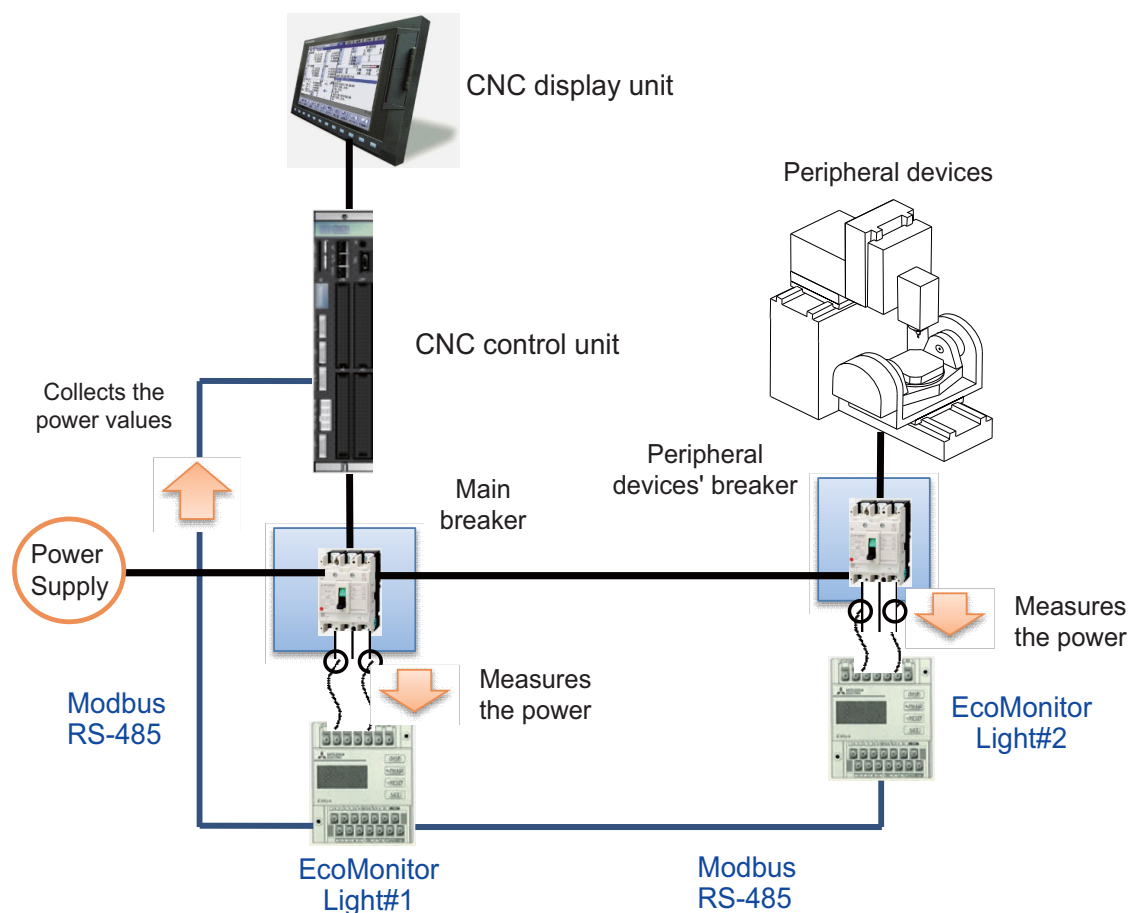 CNC display unit
Peripheral devices
CNC control unit
Collects the
power values
Peripheral
devices' breaker
Main
breaker
Power
Supply
Measures
the power
Measures
the power
Modbus
RS-485
EcoMonitor
Light#2
EcoMonitor
Light#1
Modbus
RS-485